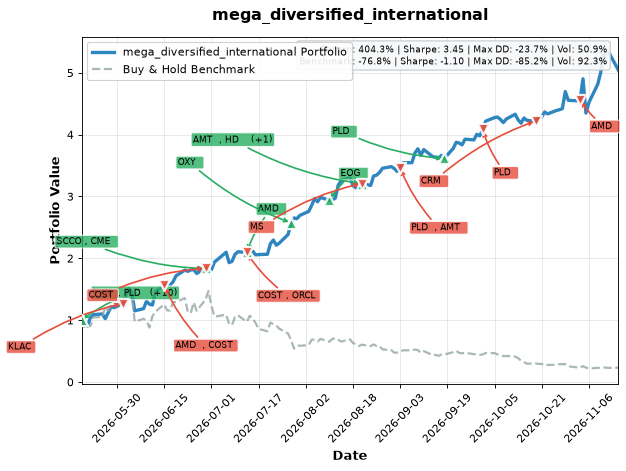 mega_diversified_international
mega_diversified_international Portfolio
Buy & Hold Benchmark
404.3% | Sharpe: 3.45 | Max DD: -23.7% | Vol: 50.9%
-76.8% | Sharpe: -1.10 | Max DD: -85.2% | Vol: 92.3%
Portfolio Value
5
4
3
2
1
0
PLD
AMT , HD (+1)
OXY
EOG
AMD
MS
CRM
PLD
AMD
PLD , AMT
SCCO , CME
COST
PLD (+10)
COST , ORCL
KLAC
AMD , COST
2026-05-30
2026-06-15
2026-07-01
2026-07-17
2026-08-02
2026-08-18
2026-09-03
2026-09-19
2026-10-05
2026-10-21
2026-11-06
Date